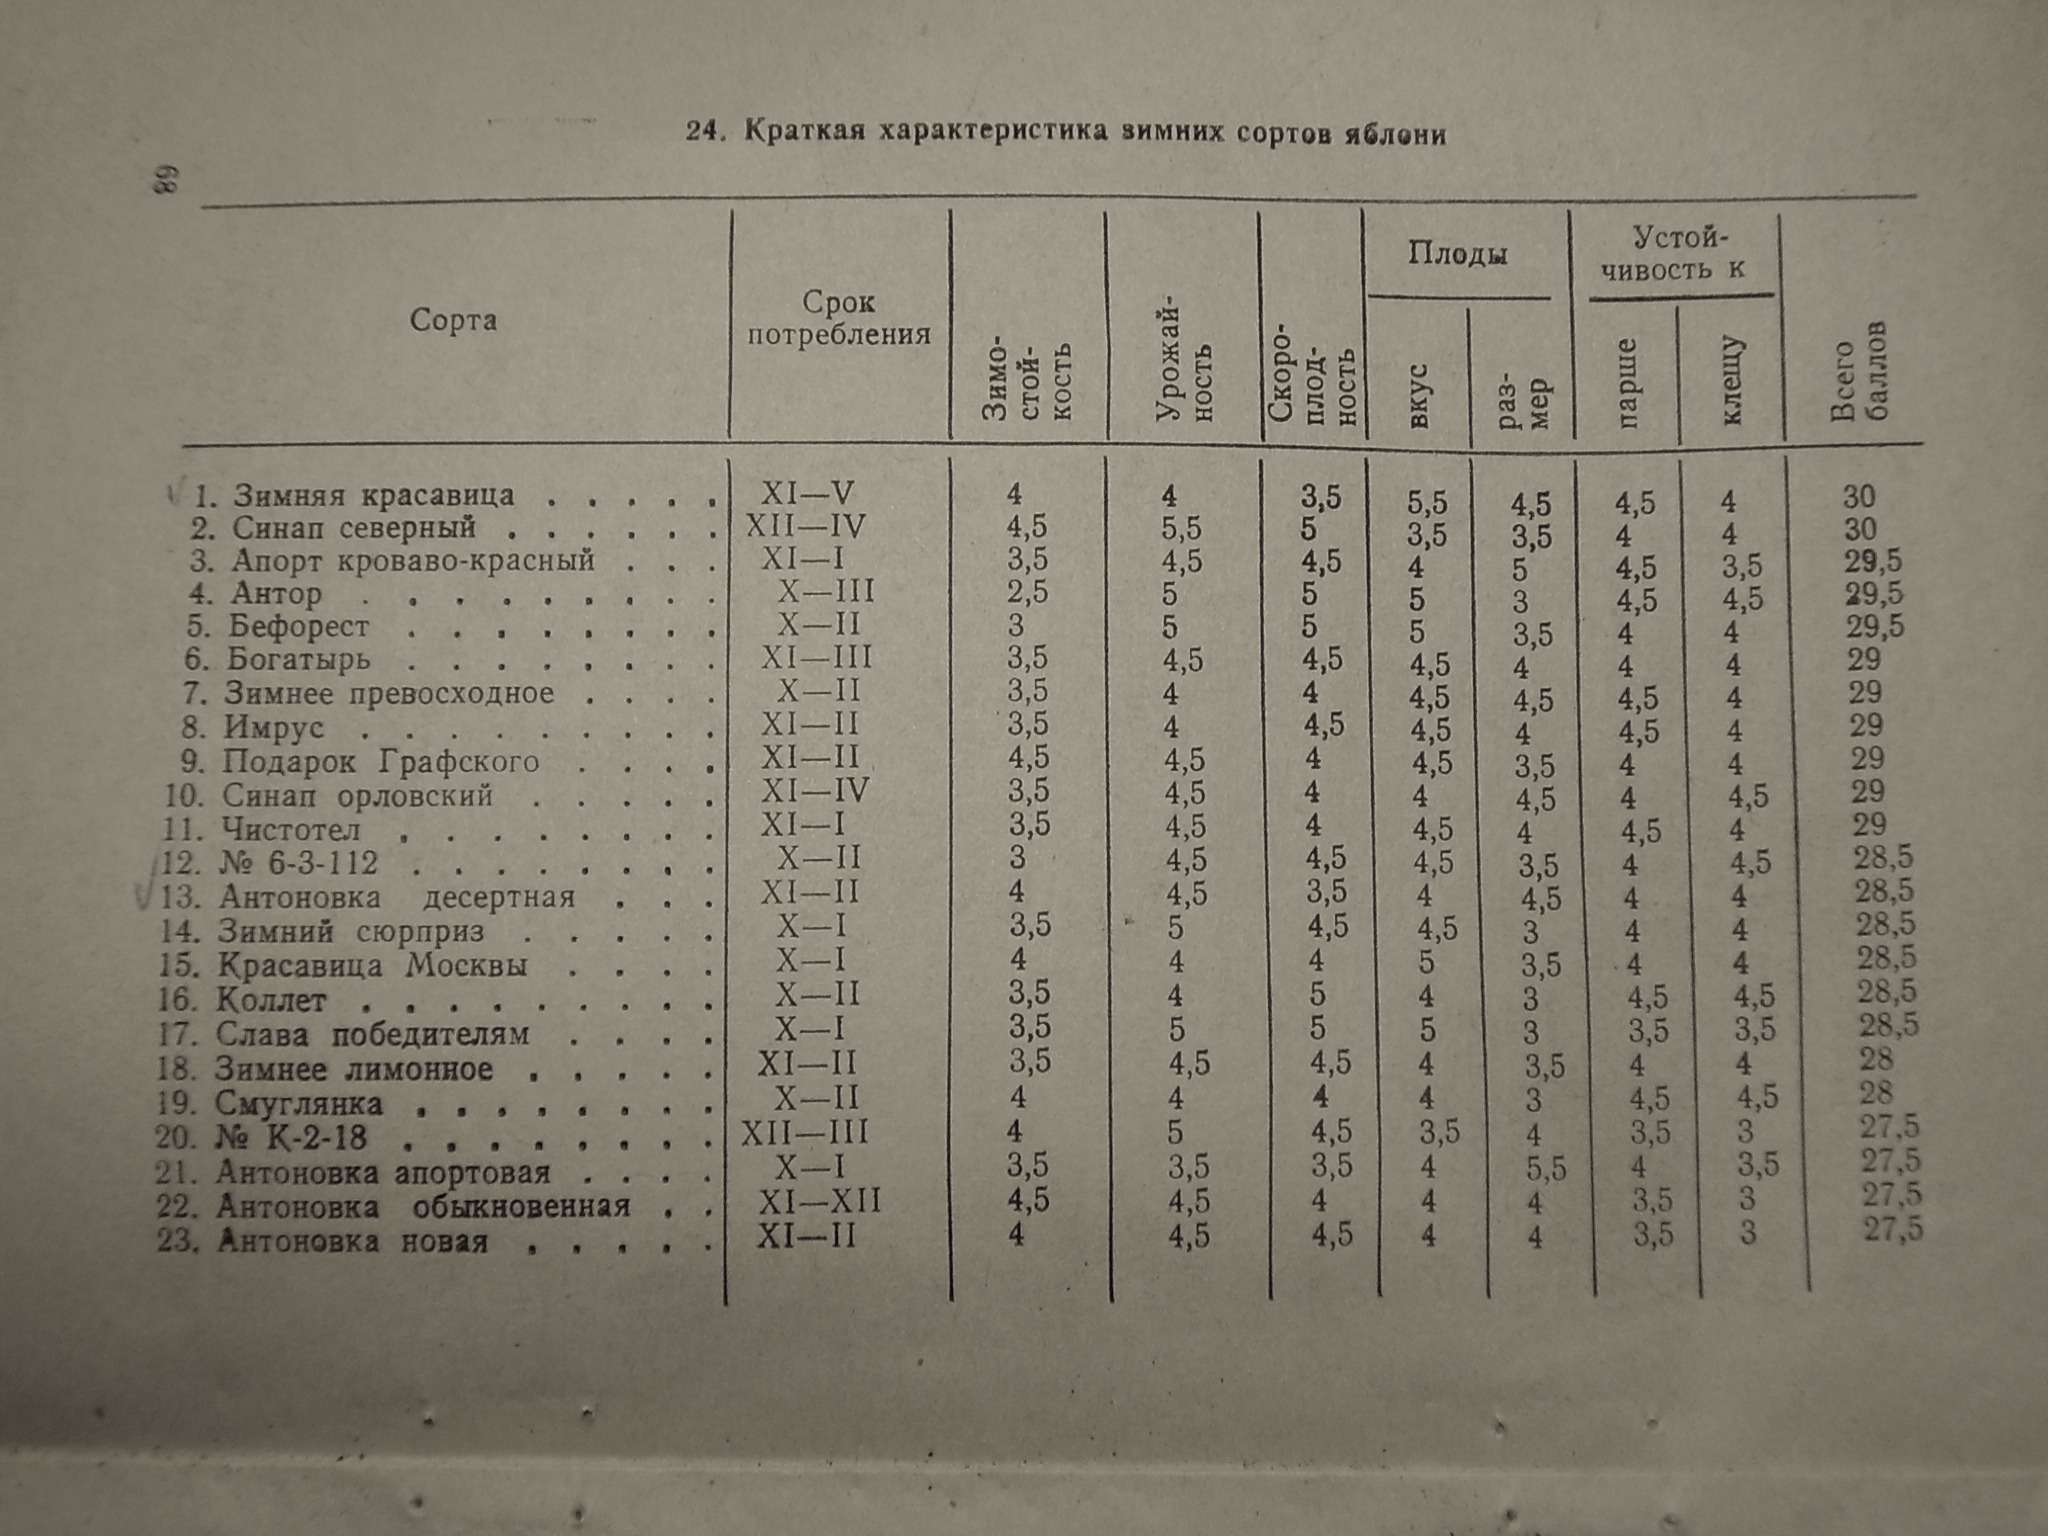 24. Краткая характеристика зимних сортов яблони
68
Сорта
Срок
потребления
Зимо-
стой-
кость
Урожай-
ность
Скоро-
плод-
ность
Плоды
вкус
раз-
мер
Устой-
чивость к
парше
клещу
Всего
баллов
1. Зимняя красавица . . . . . XI—V 4 4 3,5 5,5 4,5 4,5 4 30
2. Синап северный . . . . . . XII—IV 4,5 5,5 5 3,5 3,5 4 4 30
3. Апорт кроваво-красный . . . XI—I 3,5 4,5 4,5 4 5 4,5 3,5 29,5
4. Антор . . . . . . . . . X—III 2,5 5 5 5 3 4,5 4,5 29,5
5. Бефорест . . . . . . . . X—II 3 5 5 5 3,5 4 4 29,5
6. Богатырь . . . . . . . . XI—III 3,5 4,5 4,5 4,5 4 4 4 29
7. Зимнее превосходное . . . . X—II 3,5 4 4 4,5 4,5 4,5 4 29
8. Имрус . . . . . . . . . XI—II 3,5 4 4,5 4,5 4 4,5 4 29
9. Подарок Графского . . . . XI—II 4,5 4,5 4 4,5 3,5 4 4 29
10. Синап орловский . . . . . XI—IV 3,5 4,5 4 4 4,5 4 4,5 29
11. Чистотел . . . . . . . . XI—I 3,5 4,5 4 4,5 4 4,5 4 29
12. № 6-3-112 . . . . . . . . X—II 3 4,5 4,5 4,5 3,5 4 4,5 28,5
13. Антоновка десертная . . . XI—II 4 4,5 3,5 4 4,5 4 4 28,5
14. Зимний сюрприз . . . . . X—I 3,5 5 4,5 4,5 3 4 4 28,5
15. Красавица Москвы . . . . X—I 4 4 4 5 3,5 4 4 28,5
16. Коллет . . . . . . . . . X—II 3,5 4 5 4 3 4,5 4,5 28,5
17. Слава победителям . . . . X—I 3,5 5 5 5 3 3,5 3,5 28,5
18. Зимнее лимонное . . . . . XI—II 3,5 4,5 4,5 4 3,5 4 4 28
19. Смуглянка . . . . . . . . X—II 4 4 4 4 3 4,5 4,5 28
20. № К-2-18 . . . . . . . . XII—III 4 5 4,5 3,5 4 3,5 3 27,5
21. Антоновка апортовая . . . . X—I 3,5 3,5 3,5 4 5,5 4 3,5 27,5
22. Антоновка обыкновенная . . XI—XII 4,5 4,5 4 4 4 3,5 3 27,5
23. Антоновка новая . . . . . XI—II 4 4,5 4,5 4 4 3,5 3 27,5